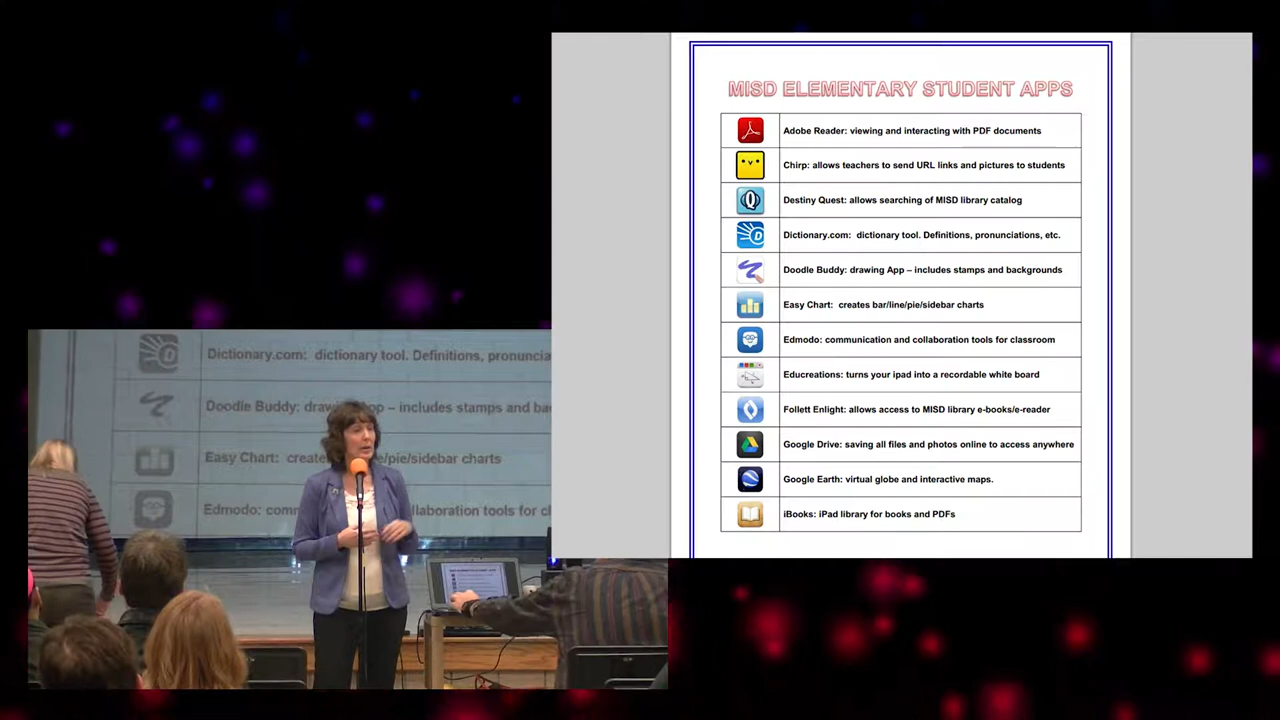 MISD ELEMENTARY STUDENT APPS
Adobe Reader: viewing and interacting with PDF documents
Chirp: allows teachers to send URL links and pictures to students
Destiny Quest: allows searching of MISD library catalog
Dictionary.com: dictionary tool. Definitions, pronunciations, etc.
Doodle Buddy: drawing App – includes stamps and backgrounds
Easy Chart: creates bar/line/pie/sidebar charts
Edmodo: communication and collaboration tools for classroom
Educreations: turns your ipad into a recordable white board
Follett Enlight: allows access to MISD library e-books/e-reader
Google Drive: saving all files and photos online to access anywhere
Google Earth: virtual globe and interactive maps.
iBooks: iPad library for books and PDFs
Dictionary.com: dictionary tool. Definitions, pronuncia
Doodle Buddy: draw pp – includes stamps and ba
Easy Chart: create e/pie/sidebar charts
Edmodo: com llaboration tools for cl